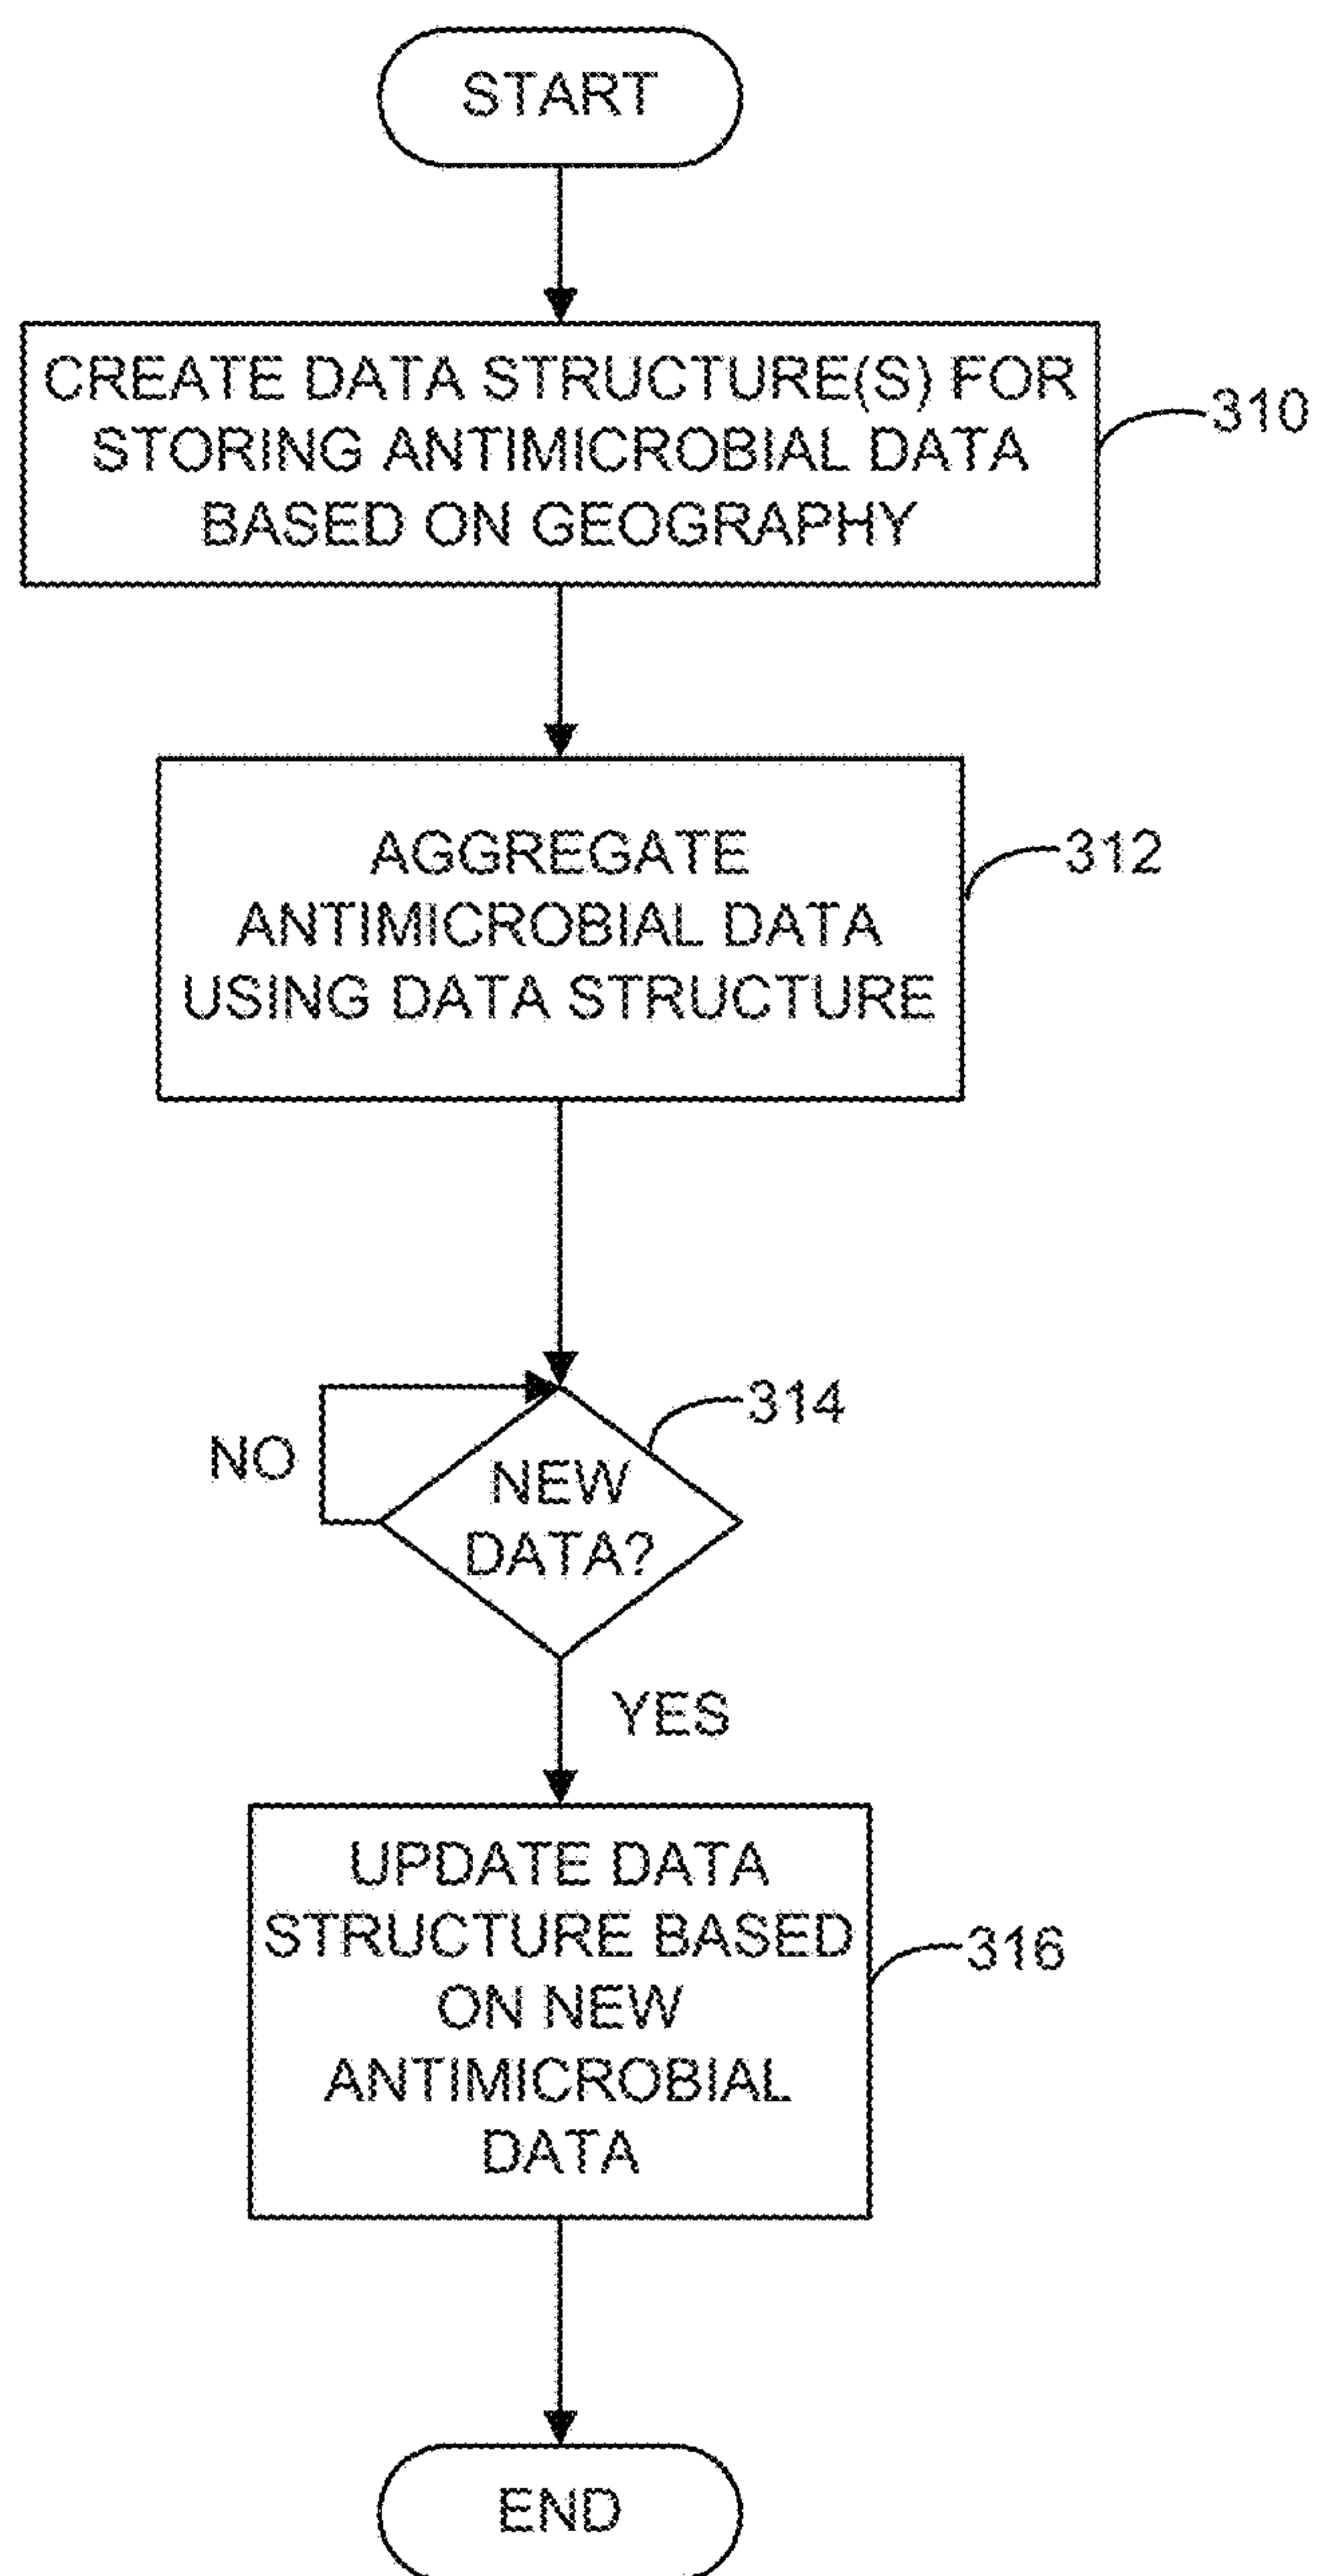 START
CREATE DATA STRUCTURE(S) FOR
STORING ANTIMICROBIAL DATA
BASED ON GEOGRAPHY
310
AGGREGATE
ANTIMICROBIAL DATA
USING DATA STRUCTURE
312
314
NO
NEW
DATA?
YES
UPDATE DATA
STRUCTURE BASED
ON NEW
ANTIMICROBIAL
DATA
316
END